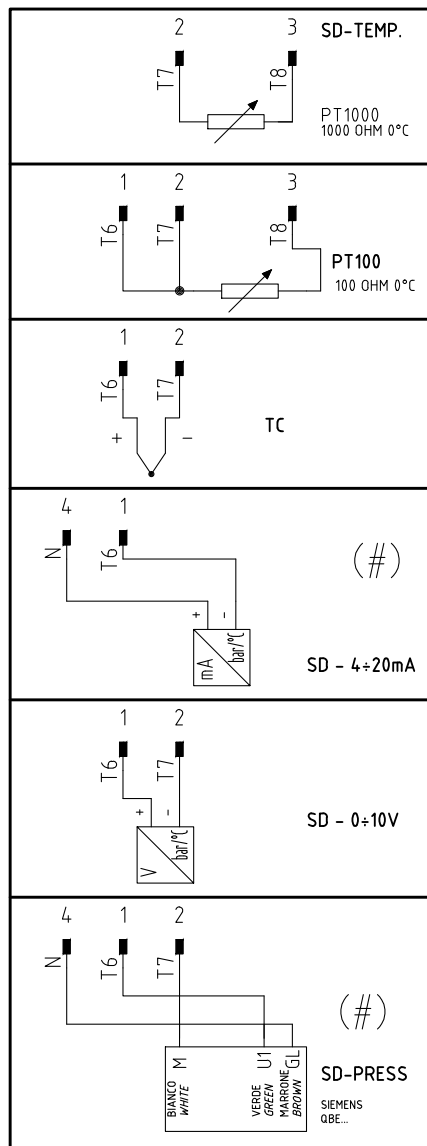 2 3 SD-TEMP.
T7 T8
PT1000
1000 OHM 0°C
1 2 3
T6 T7 T8
PT100
100 OHM 0°C
1 2
T6 T7
+ -
TC
4 1
N T6
(#)
+ -
mA bar/°C
SD - 4÷20mA
1 2
T6 T7
+ -
V bar/°C
SD - 0÷10V
4 1 2
N T6 T7
(#)
M U1 GL
BIANCO VERDE MARRONE
WHITE GREEN BROWN
SD-PRESS
SIEMENS
QBE...